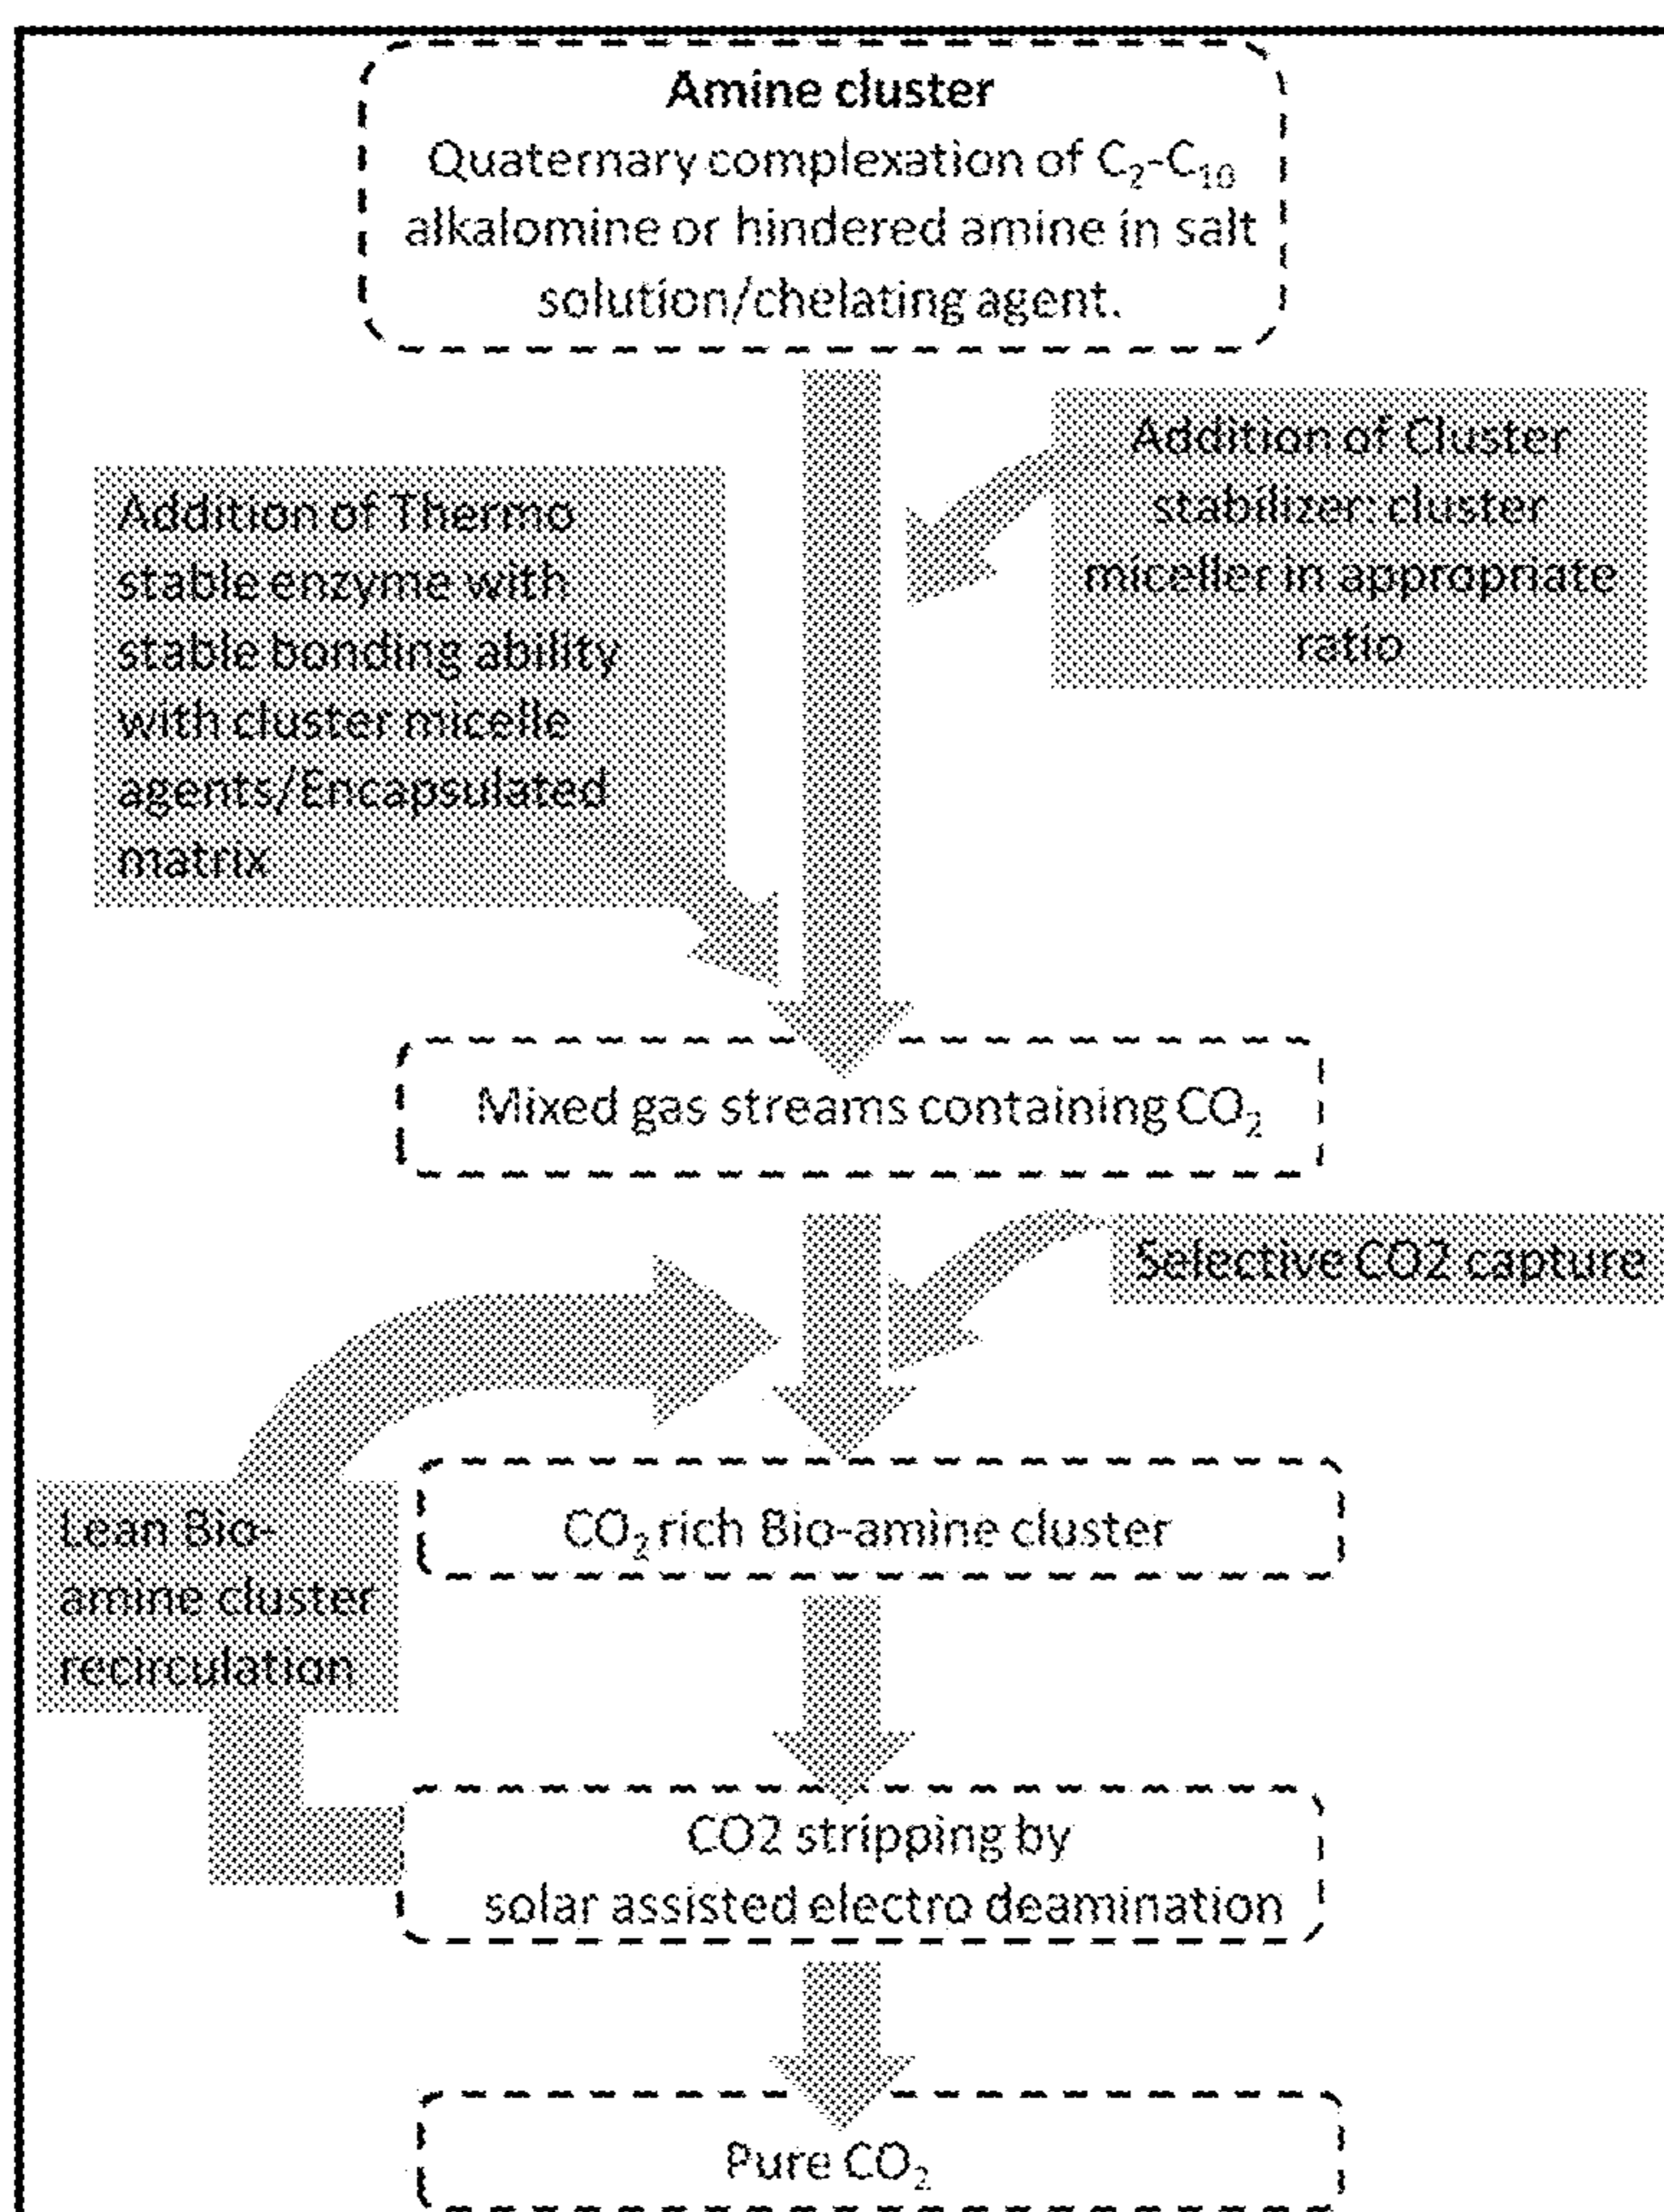 Amine cluster
Quaternary complexation of C₂-C₁₀
alkalomine or hindered amine in salt
solution/chelating agent.
Addition of Cluster
stabilizer: cluster
miceller in appropriate
ratio
Addition of Thermo
stable enzyme with
stable bonding ability
with cluster micelle
agents/Encapsulated
matrix
Mixed gas streams containing CO₂
Selective CO2 capture
CO₂ rich Bio-amine cluster
Lean Bio-
amine cluster
recirculation
CO2 stripping by
solar assisted electro deamination
Pure CO₂